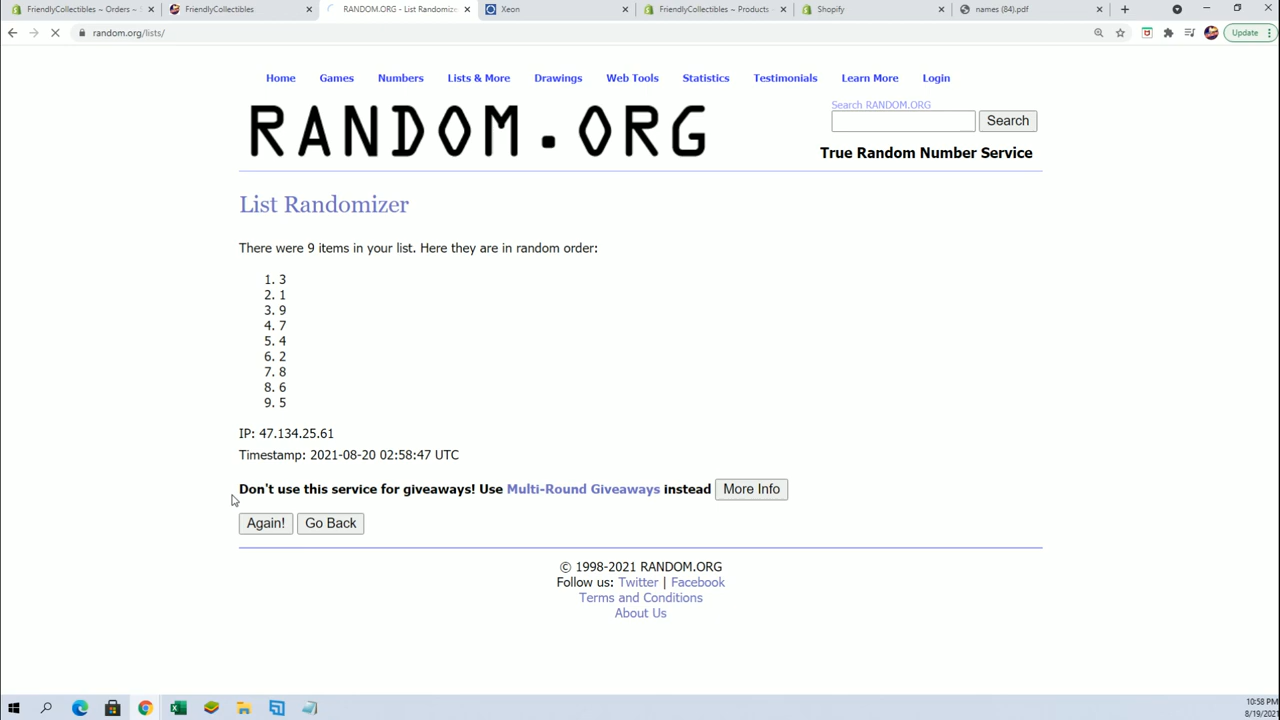 FriendlyCollectibles ~ Orders ~ S
FriendlyCollectibles
RANDOM.ORG - List Randomizer
Xeon
FriendlyCollectibles ~ Products
Shopify
names (84).pdf
random.org/lists/
Update
Home Games Numbers Lists & More Drawings Web Tools Statistics Testimonials Learn More Login
RANDOM.ORG
Search RANDOM.ORG
Search
True Random Number Service
List Randomizer
There were 9 items in your list. Here they are in random order:
1. 3
2. 1
3. 9
4. 7
5. 4
6. 2
7. 8
8. 6
9. 5
IP: 47.134.25.61
Timestamp: 2021-08-20 02:58:47 UTC
Don't use this service for giveaways! Use Multi-Round Giveaways instead More Info
Again! Go Back
© 1998-2021 RANDOM.ORG
Follow us: Twitter | Facebook
Terms and Conditions
About Us
10:58 PM
8/19/2021